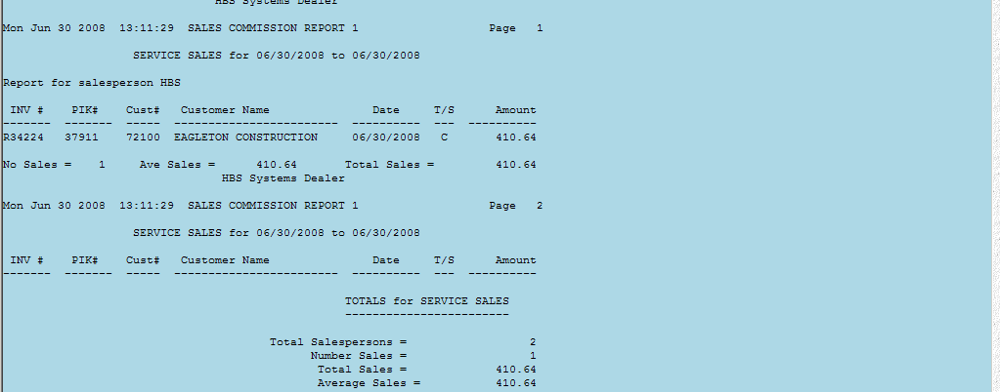 HBS Systems Dealer
Mon Jun 30 2008  13:11:29  SALES COMMISSION REPORT 1                   Page   1
SERVICE SALES for 06/30/2008 to 06/30/2008
Report for salesperson HBS
INV #    PIK#    Cust#   Customer Name               Date     T/S      Amount
-------  -------  -----  ------------------------  ----------  ---  ----------
R34224  37911    72100  EAGLETON CONSTRUCTION     06/30/2008   C       410.64
No Sales =    1     Ave Sales =      410.64       Total Sales =         410.64
HBS Systems Dealer
Mon Jun 30 2008  13:11:29  SALES COMMISSION REPORT 1                   Page   2
SERVICE SALES for 06/30/2008 to 06/30/2008
INV #    PIK#    Cust#   Customer Name               Date     T/S      Amount
-------  -------  -----  ------------------------  ----------  ---  ----------
TOTALS for SERVICE SALES
------------------------
Total Salespersons =                  2
Number Sales =                  1
Total Sales =             410.64
Average Sales =           410.64